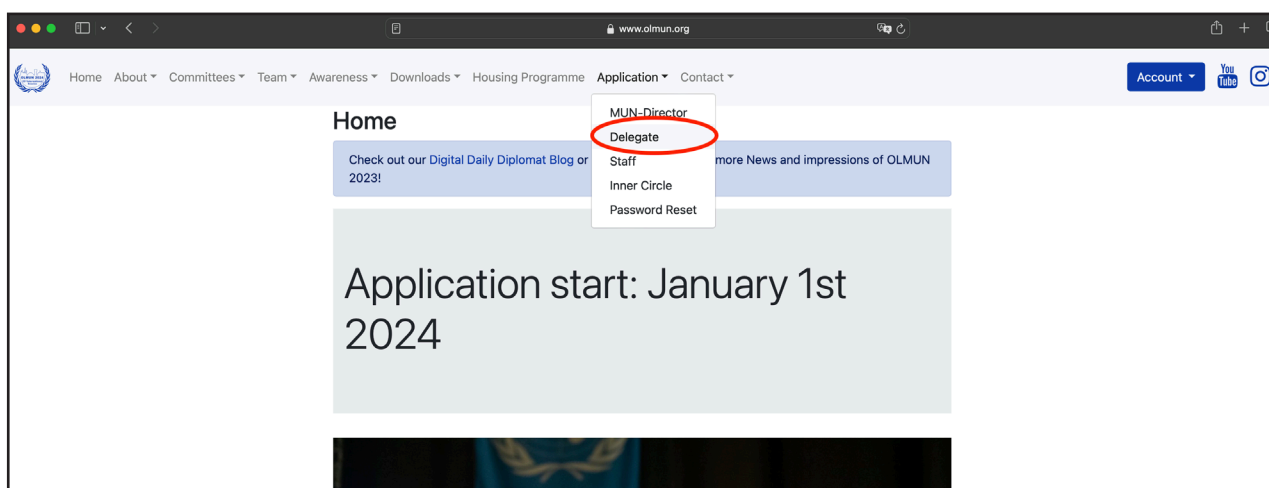 www.olmun.org
OLMUN 2024
Home About Committees Team Awareness Downloads Housing Programme Application Contact
Account
You
Tube
MUN-Director
Delegate
Staff
Inner Circle
Password Reset
Home
Check out our Digital Daily Diplomat Blog or more News and impressions of OLMUN
2023!
Application start: January 1st
2024